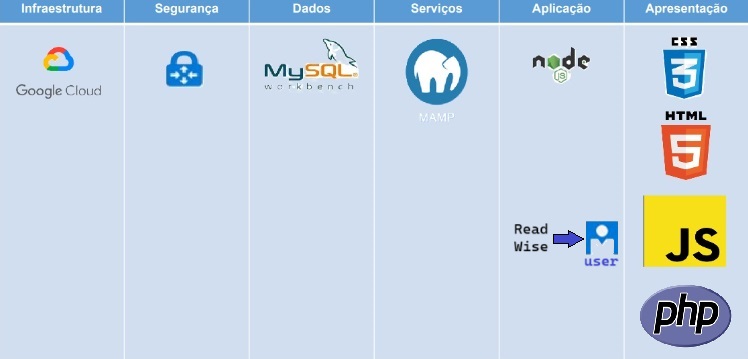 Infraestrutura
Segurança
Dados
Serviços
Aplicação
Apresentação
Google Cloud
MySQL®
workbench
MAMP
node
JS
CSS
3
HTML
5
Read
Wise
user
JS
php